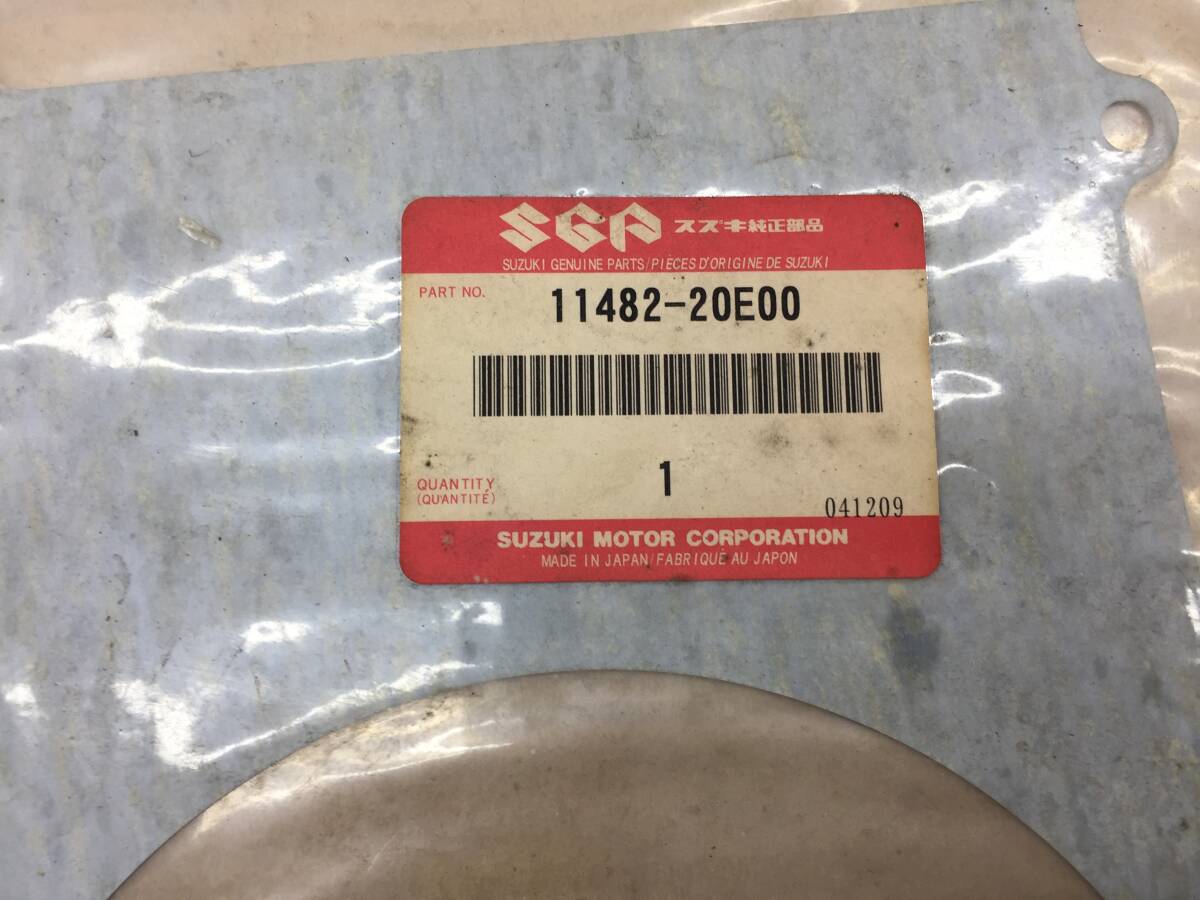 SGP スズキ純正部品
SUZUKI GENUINE PARTS/PIÈCES D'ORIGINE DE SUZUKI
PART NO. 11482-20E00
QUANTITY 1
(QUANTITÉ)
041209
SUZUKI MOTOR CORPORATION
MADE IN JAPAN/FABRIQUÉ AU JAPON